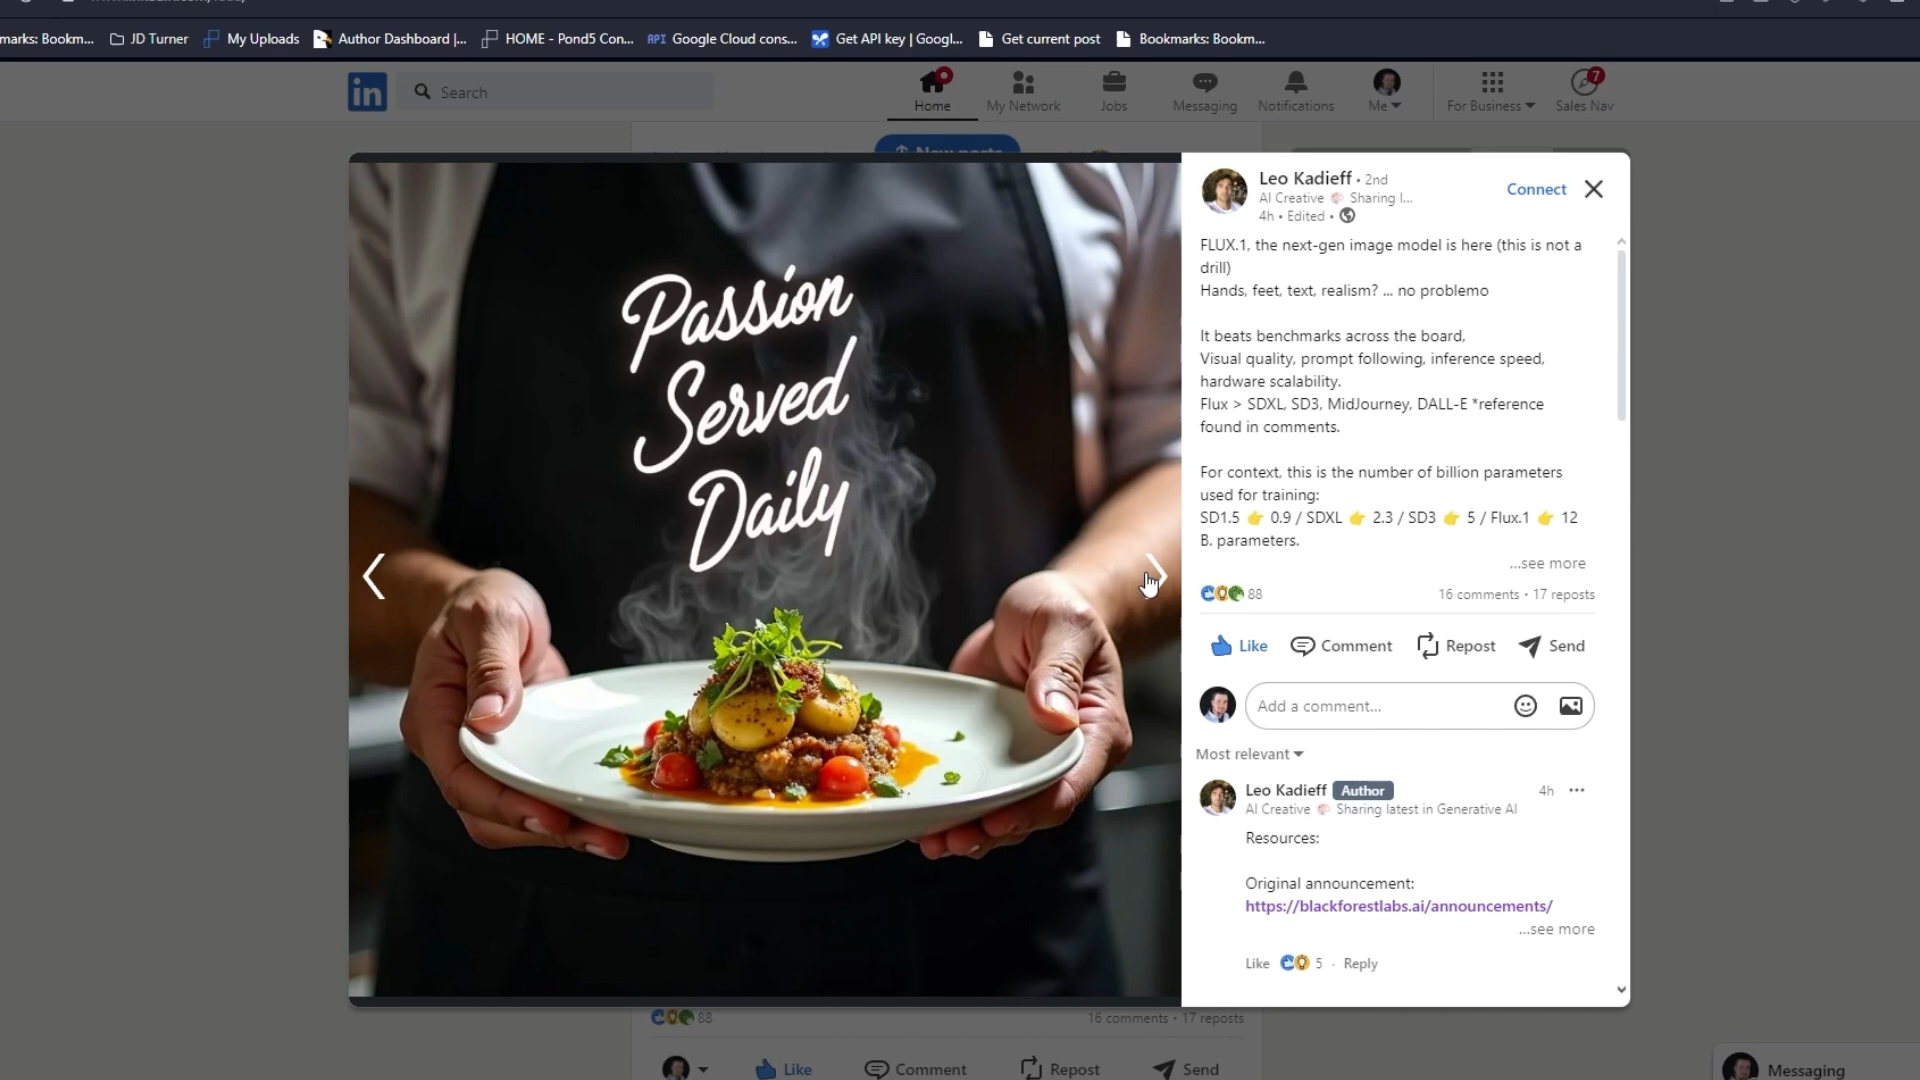 marks: Bookm...
JD Turner
My Uploads
Author Dashboard |...
HOME - Pond5 Con...
API Google Cloud cons...
Get API key | Googl...
Get current post
Bookmarks: Bookm...
in
Search
Home
My Network
Jobs
Messaging
Notifications
Me
For Business
7
Sales Nav
New posts
Passion
Served
Daily
Leo Kadieff • 2nd
AI Creative Sharing l...
4h • Edited •
Connect
FLUX.1, the next-gen image model is here (this is not a
drill)
Hands, feet, text, realism? ... no problemo
It beats benchmarks across the board,
Visual quality, prompt following, inference speed,
hardware scalability.
Flux > SDXL, SD3, MidJourney, DALL-E *reference
found in comments.
For context, this is the number of billion parameters
used for training:
SD1.5 👉 0.9 / SDXL 👉 2.3 / SD3 👉 5 / Flux.1 👉 12
B. parameters.
...see more
88
16 comments • 17 reposts
Like
Comment
Repost
Send
Add a comment...
Most relevant
Leo Kadieff Author
4h
AI Creative Sharing latest in Generative AI
Resources:
Original announcement:
https://blackforestlabs.ai/announcements/
...see more
Like 5 · Reply
88
16 comments • 17 reposts
Like
Comment
Repost
Send
Messaging